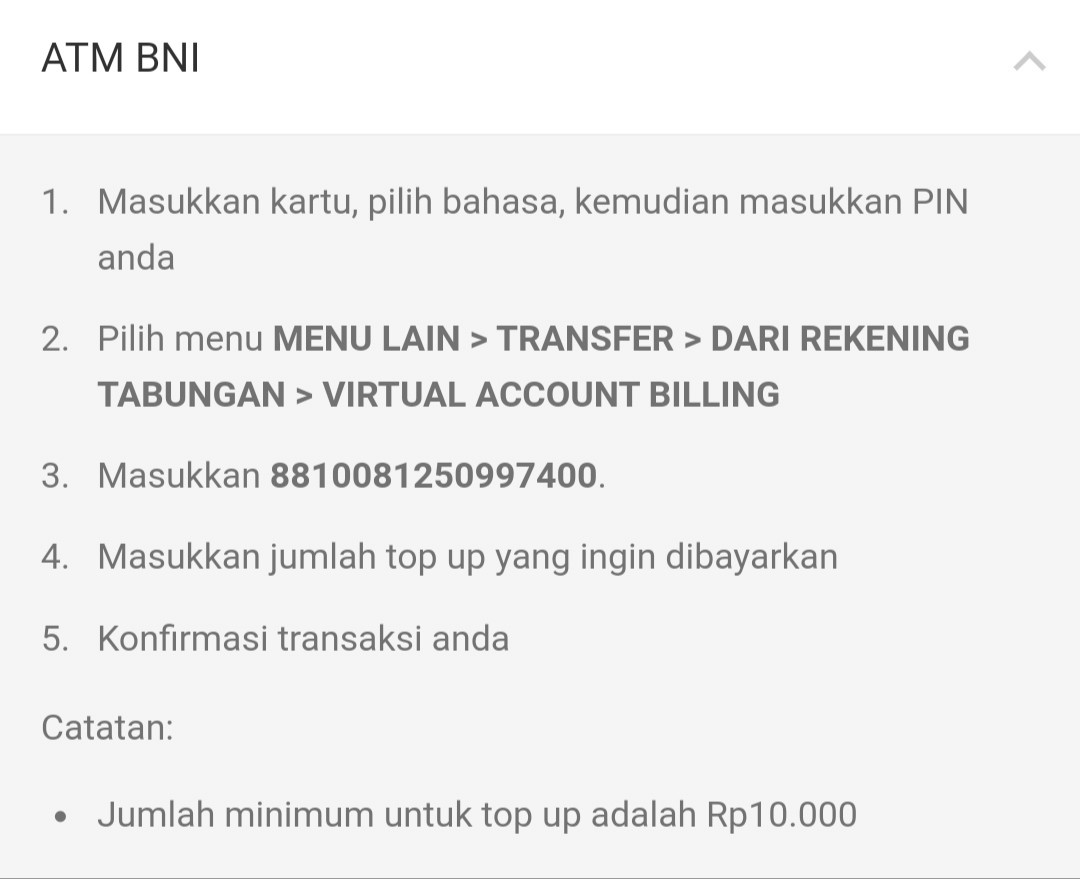 ATM BNI
1. Masukkan kartu, pilih bahasa, kemudian masukkan PIN
anda
2. Pilih menu MENU LAIN > TRANSFER > DARI REKENING
TABUNGAN > VIRTUAL ACCOUNT BILLING
3. Masukkan 8810081250997400.
4. Masukkan jumlah top up yang ingin dibayarkan
5. Konfirmasi transaksi anda
Catatan:
• Jumlah minimum untuk top up adalah Rp10.000